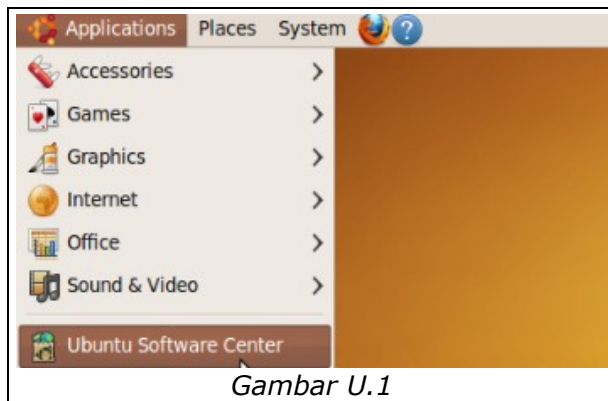 Applications Places System ?
Accessories
Games
Graphics
Internet
Office
Sound & Video
Ubuntu Software Center
Gambar U.1